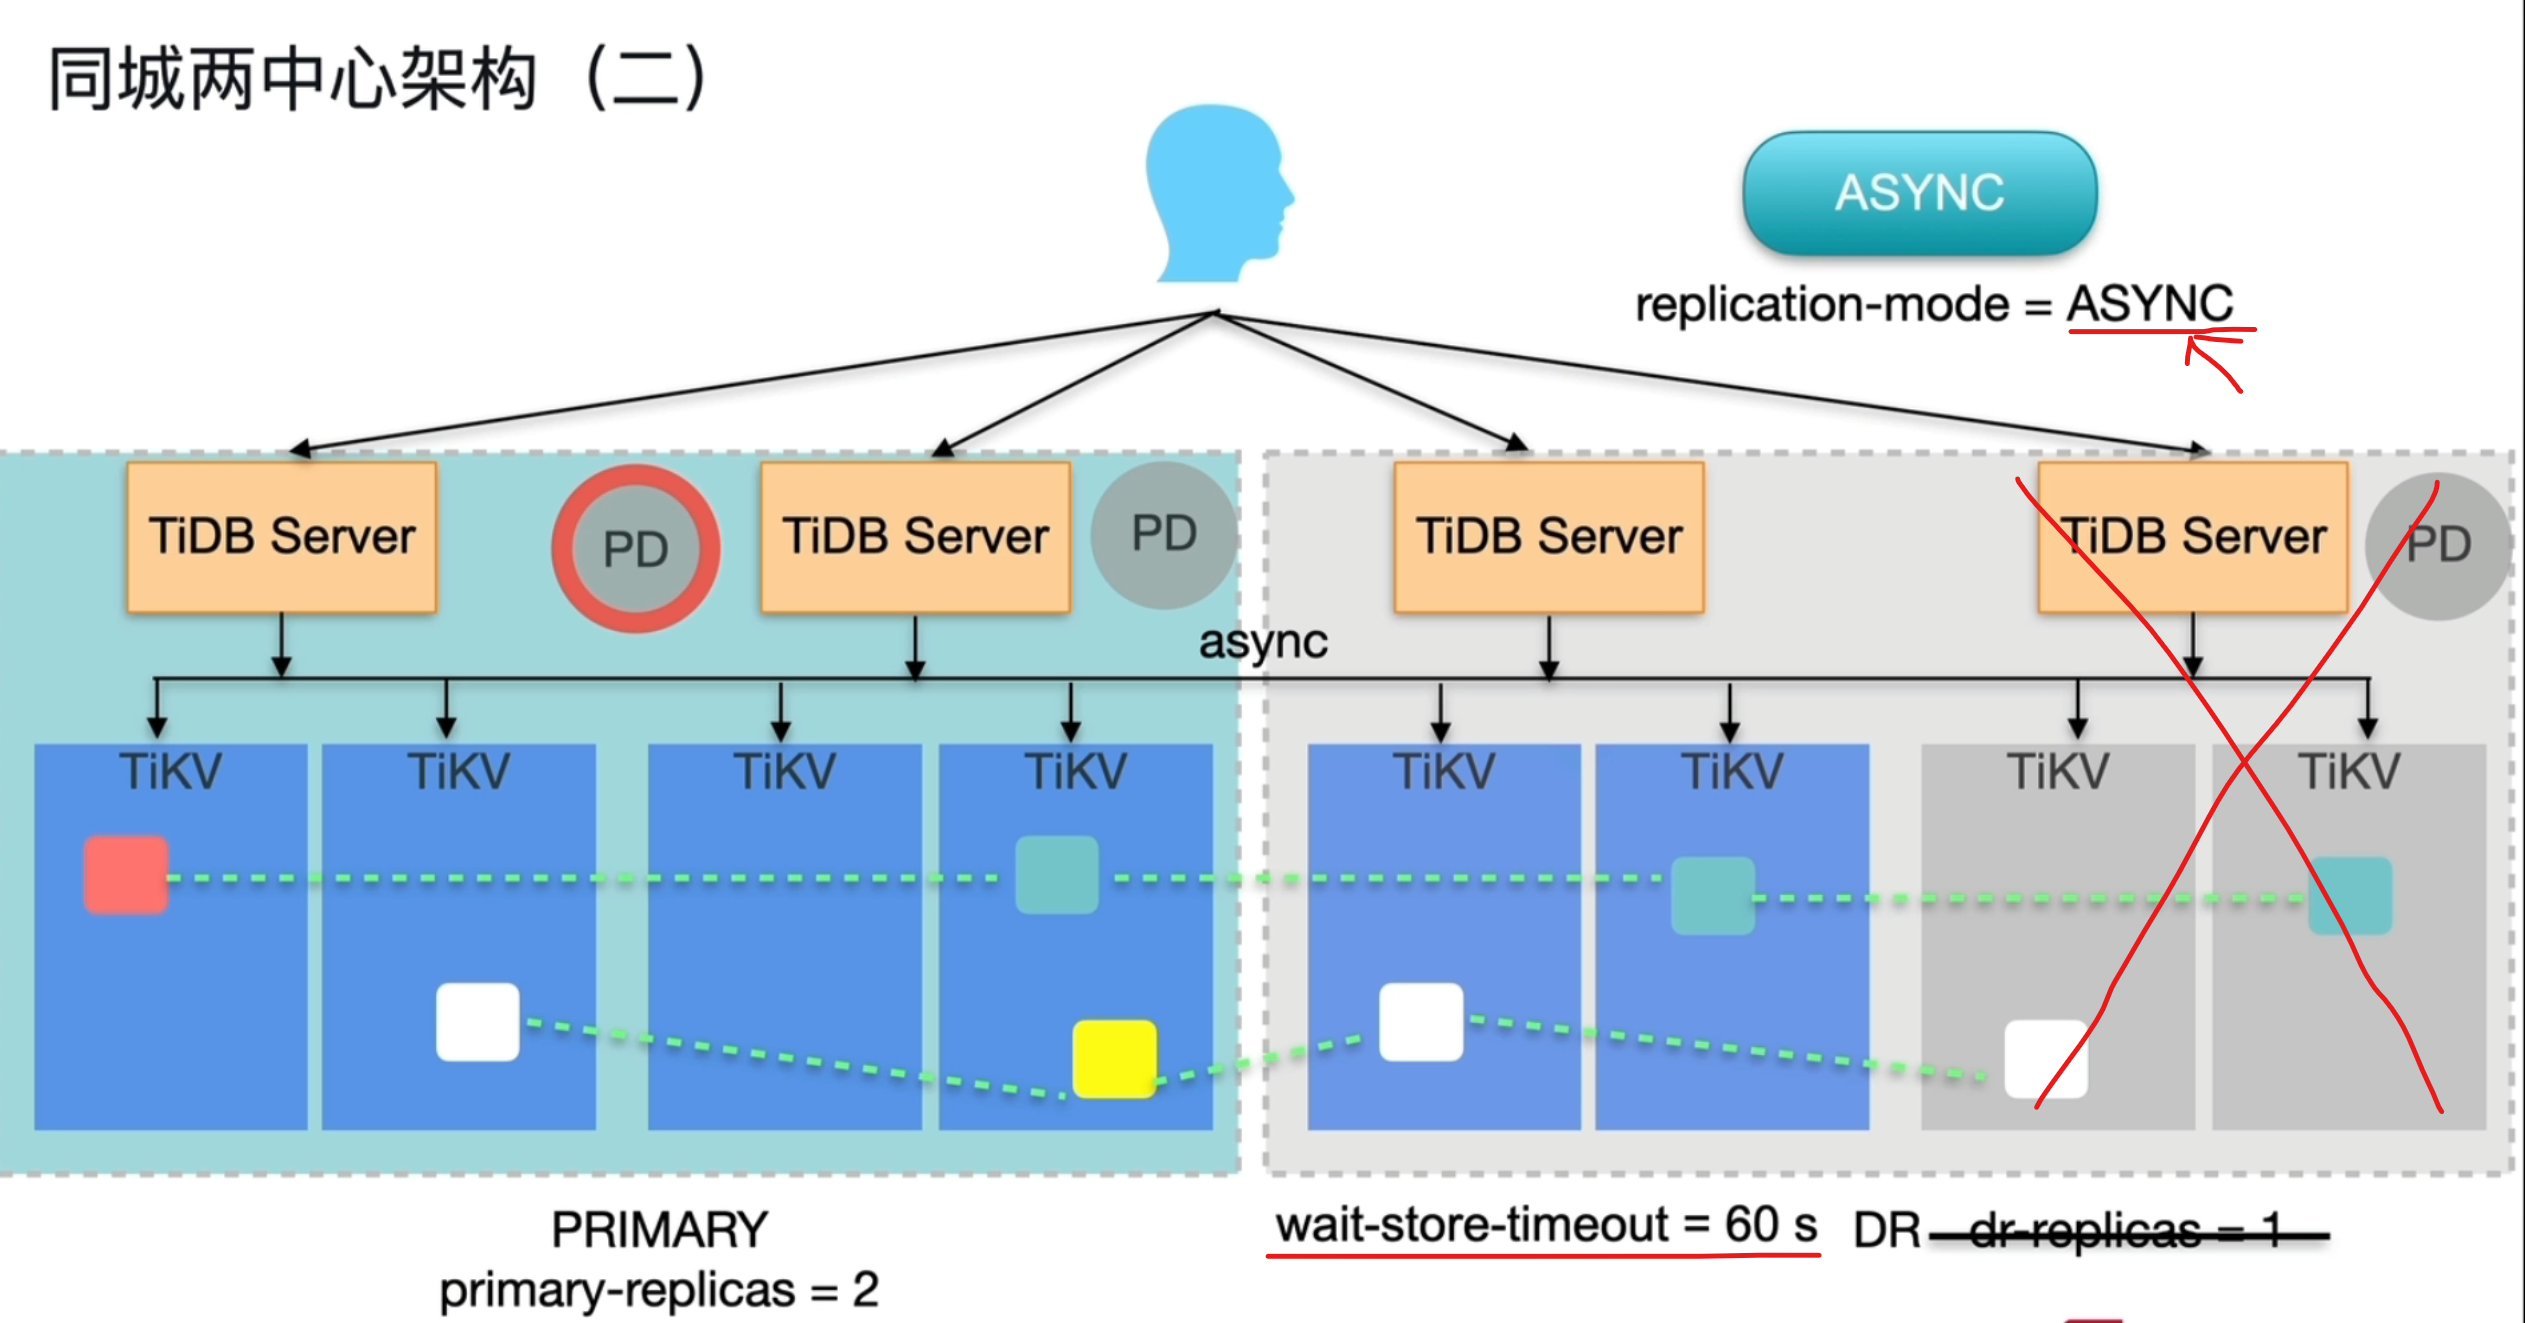 同城两中心架构（二）
ASYNC
replication-mode = ASYNC
TiDB Server
PD
TiDB Server
PD
TiDB Server
TiDB Server
PD
async
TiKV
TiKV
TiKV
TiKV
TiKV
TiKV
TiKV
TiKV
PRIMARY
primary-replicas = 2
wait-store-timeout = 60 s
DR dr-replicas = 1